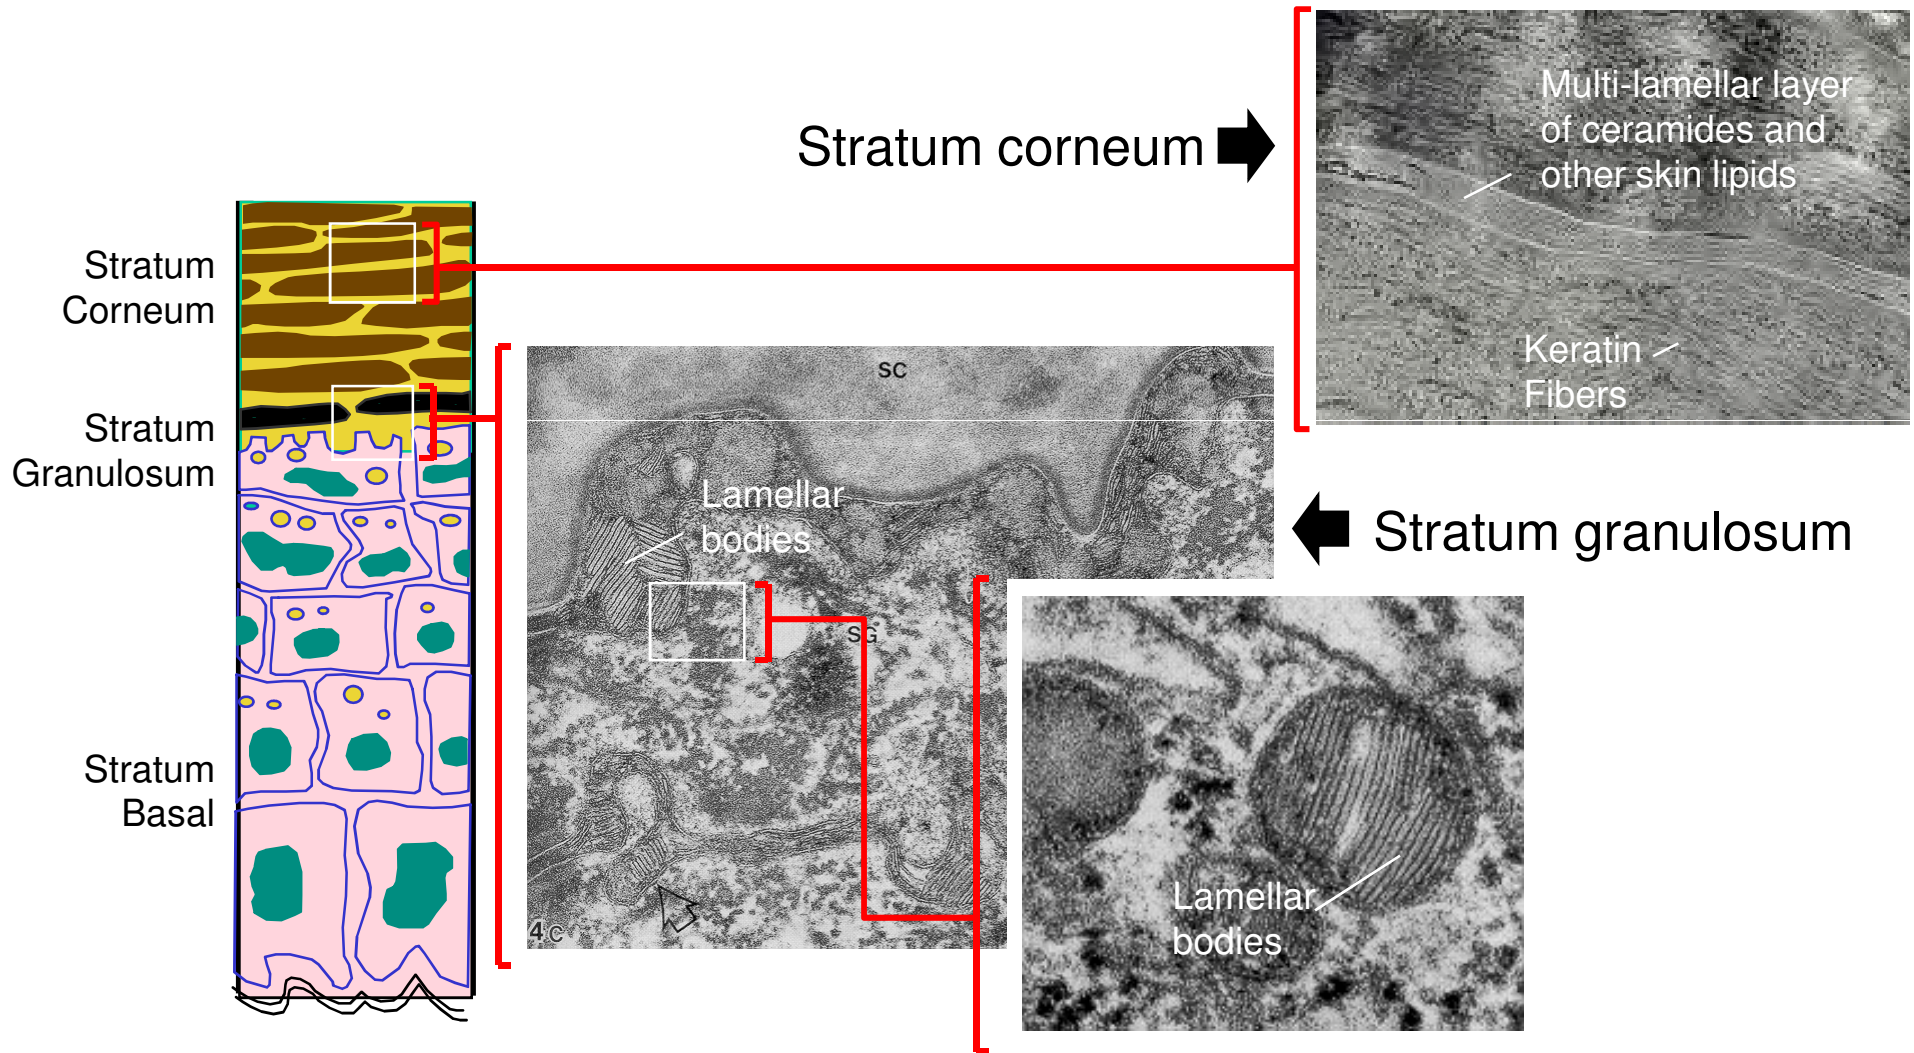 Stratum corneum
Multi-lamellar layer
of ceramides and
other skin lipids
Keratin
Fibers
Stratum
Corneum
Stratum
Granulosum
Stratum
Basal
SC
Lamellar
bodies
SG
4 C
Stratum granulosum
Lamellar
bodies